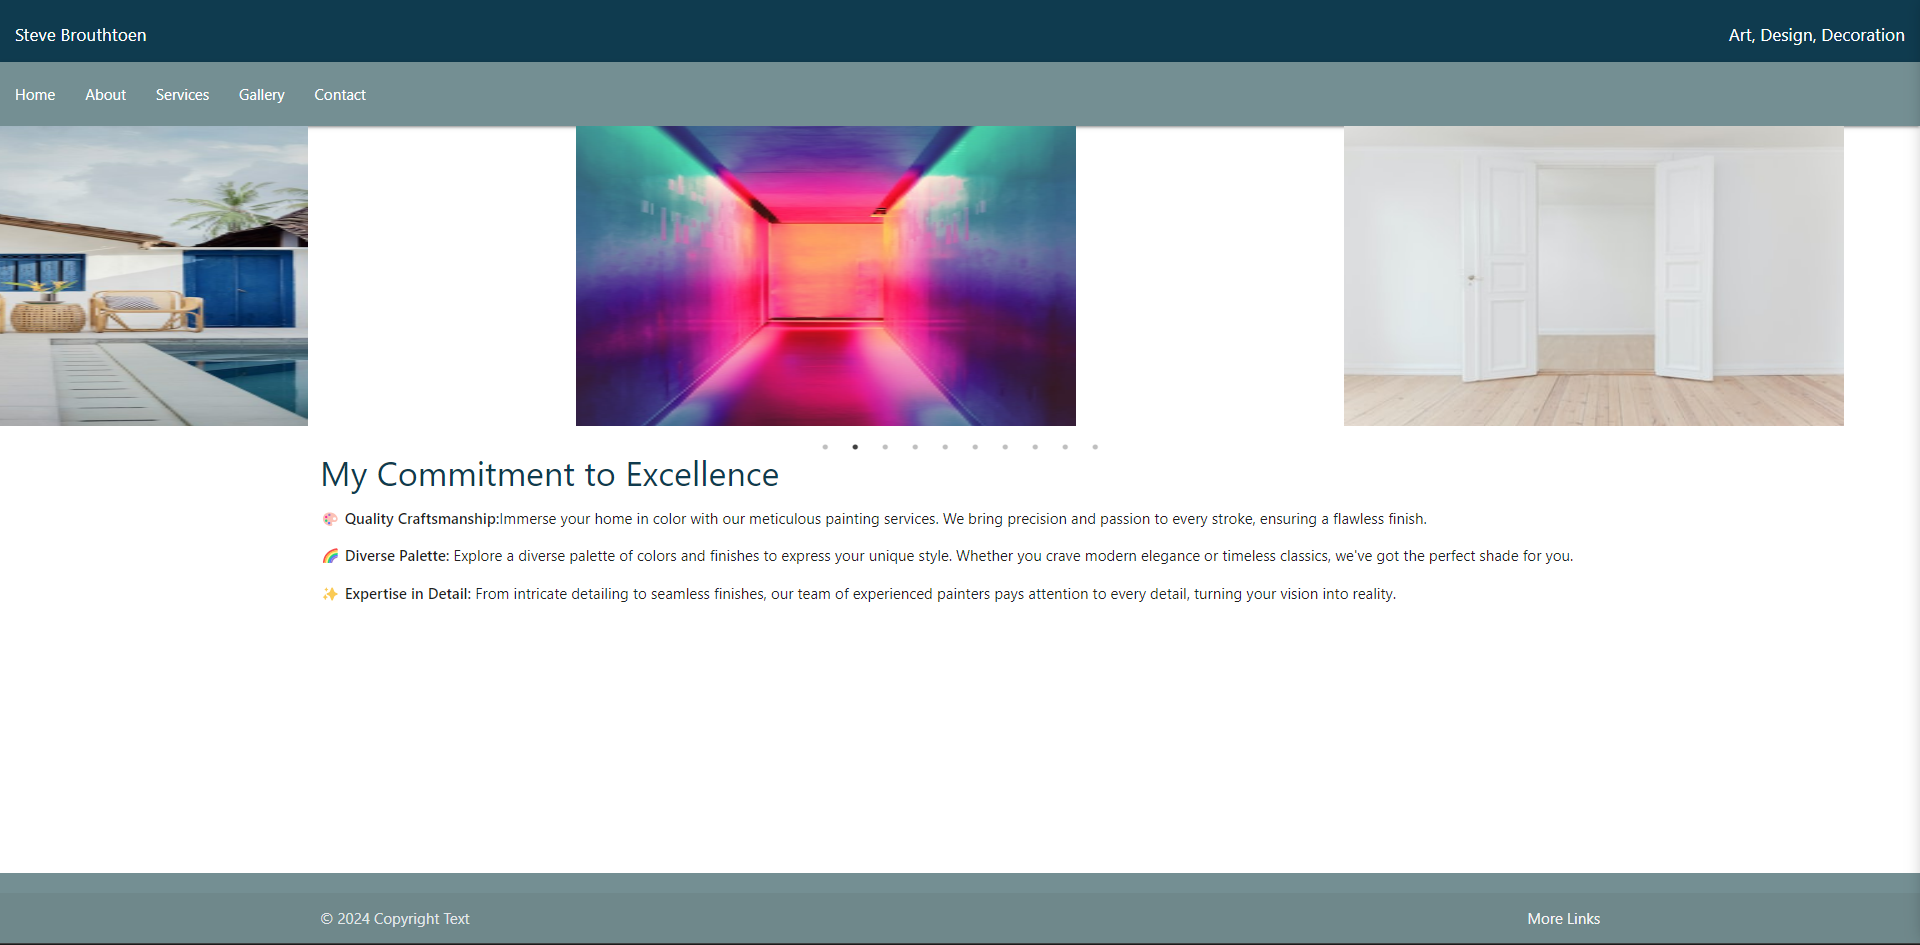 Steve Brouthtoen
Art, Design, Decoration
Home About Services Gallery Contact
My Commitment to Excellence
🎨 Quality Craftsmanship:Immerse your home in color with our meticulous painting services. We bring precision and passion to every stroke, ensuring a flawless finish.
🌈 Diverse Palette: Explore a diverse palette of colors and finishes to express your unique style. Whether you crave modern elegance or timeless classics, we've got the perfect shade for you.
✨ Expertise in Detail: From intricate detailing to seamless finishes, our team of experienced painters pays attention to every detail, turning your vision into reality.
© 2024 Copyright Text
More Links